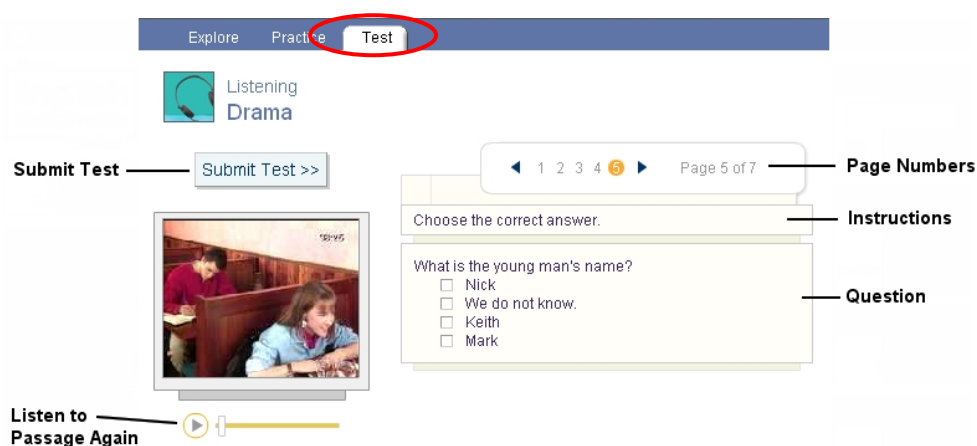 Explore Practice Test
Listening
Drama
Submit Test
Submit Test >>
1 2 3 4 5 Page 5 of 7
Page Numbers
Choose the correct answer.
Instructions
What is the young man's name?
Nick
We do not know.
Keith
Mark
Question
Listen to
Passage Again